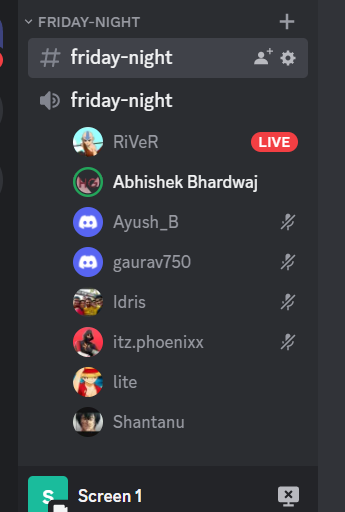 FRIDAY-NIGHT
friday-night
friday-night
RiVeR LIVE
Abhishek Bhardwaj
Ayush_B
gaurav750
Idris
itz.phoenixx
lite
Shantanu
S Screen 1